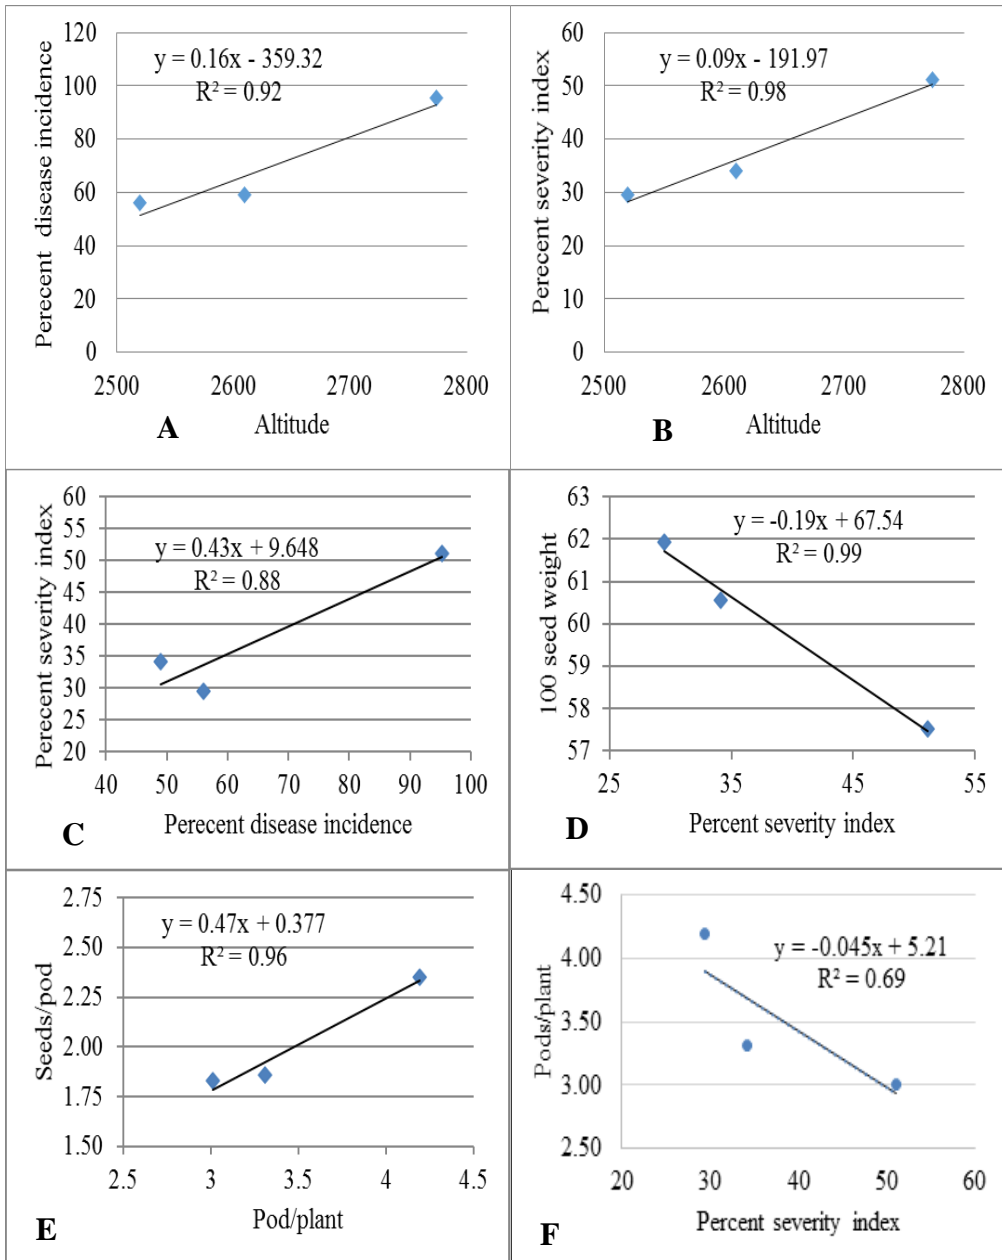 Perecent disease incidence
y = 0.16x - 359.32
R² = 0.92
120
100
80
60
40
20
0
2500 2600 2700 2800
Altitude
A
Perecent severity index
y = 0.09x - 191.97
R² = 0.98
60
50
40
30
20
10
0
2500 2600 2700 2800
Altitude
B
Perecent severity index
y = 0.43x + 9.648
R² = 0.88
60
55
50
45
40
35
30
25
20
40 50 60 70 80 90 100
Perecent disease incidence
C
100 seed weight
y = -0.19x + 67.54
R² = 0.99
63
62
61
60
59
58
57
25 35 45 55
Percent severity index
D
Seeds/pod
y = 0.47x + 0.377
R² = 0.96
2.75
2.50
2.25
2.00
1.75
1.50
2.5 3 3.5 4 4.5
Pod/plant
E
Pods/plant
y = -0.045x + 5.21
R² = 0.69
4.50
4.00
3.50
3.00
2.50
20 30 40 50 60
Percent severity index
F